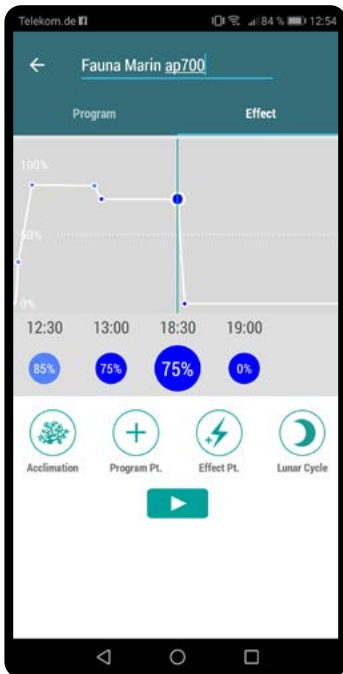 Telekom.de 84 % 12:54
Fauna Marin ap700
Program Effect
100%
50%
0%
12:30 13:00 18:30 19:00
85% 75% 75% 0%
Acclimation Program Pt. Effect Pt. Lunar Cycle